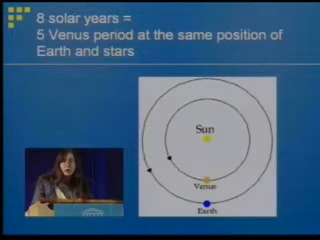 8 solar years =
5 Venus period at the same position of
Earth and stars
Sun
Venus
Earth